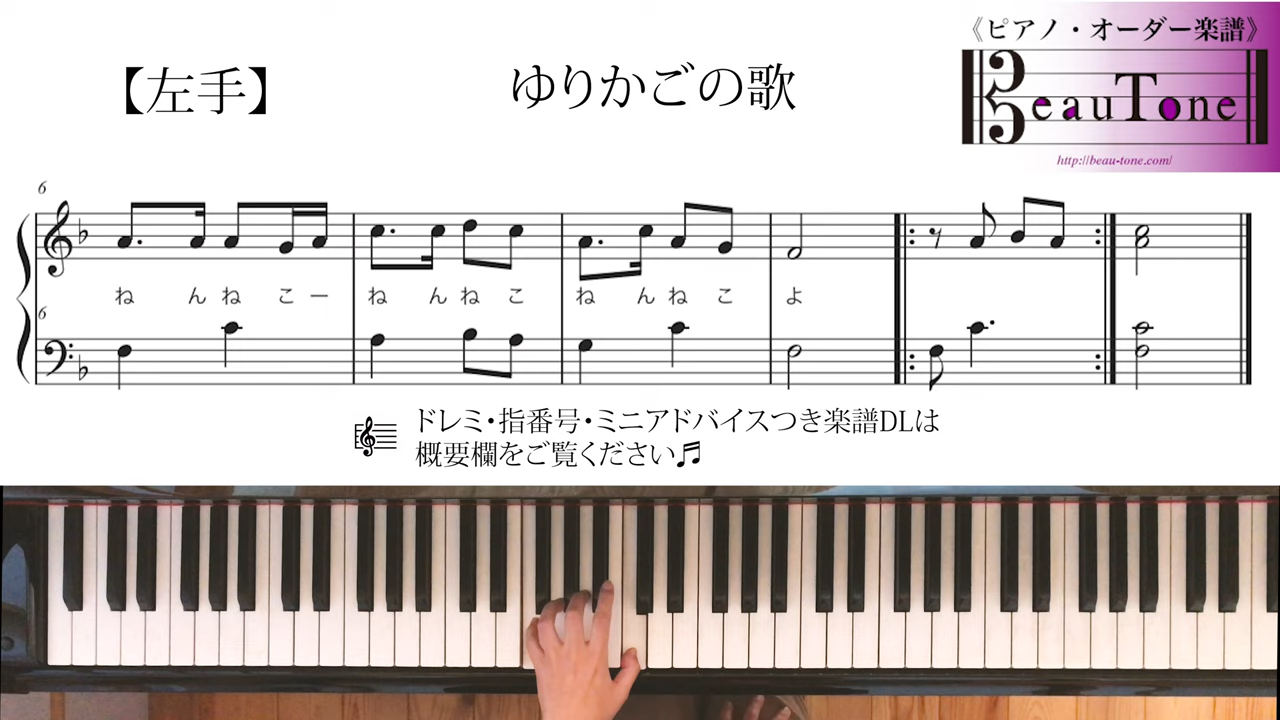 《ピアノ・オーダー楽譜》
BeauTone
http://beau-tone.com/
【左手】
ゆりかごの歌
6
ね ん ね こ ー ね ん ね こ ね ん ね こ よ
6
ドレミ・指番号・ミニアドバイスつき楽譜DLは
概要欄をご覧ください♬